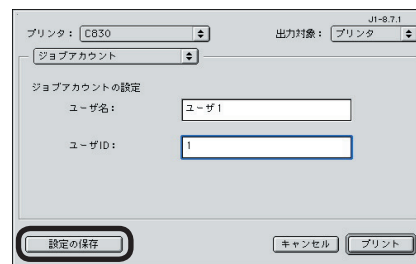 J1-8.7.1
プリンタ： C830 出力対象： プリンタ
ジョブアカウント
ジョブアカウントの設定
ユーザ名： ユーザ1
ユーザID： 1
設定の保存 キャンセル プリント